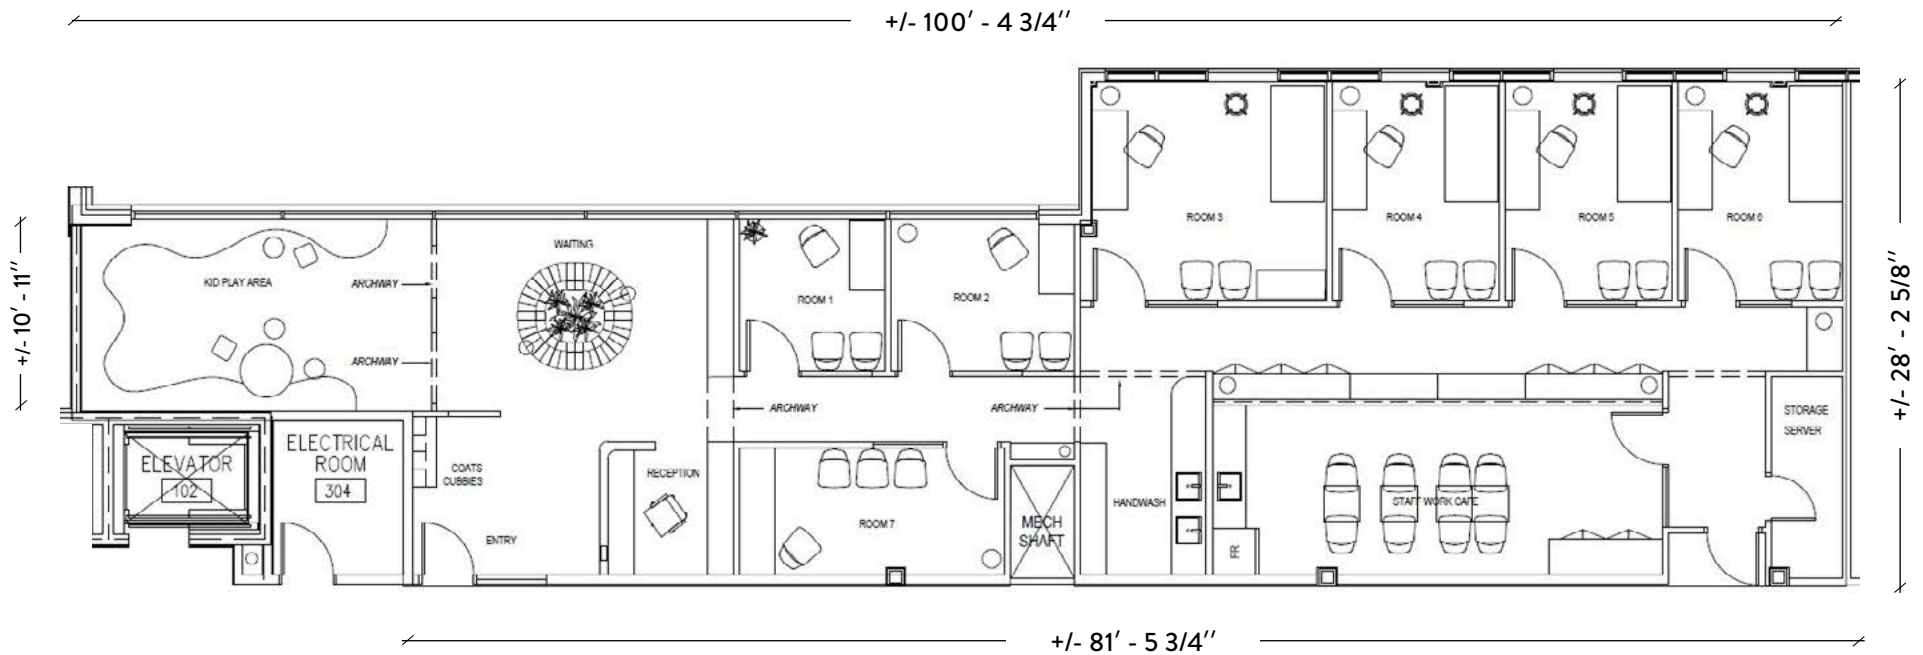 +/- 100' - 4 3/4''
ROOM 3
ROOM 4
ROOM 5
ROOM 6
WAITING
KID PLAY AREA
ARCHWAY
ROOM 1
ROOM 2
+/- 10' - 11''
+/- 28' - 2 5/8''
ARCHWAY
ARCHWAY
ARCHWAY
STORAGE
SERVER
ELECTRICAL
ROOM
304
ELEVATOR
102
COATS
CUBBIES
RECEPTION
HANDWASH
STAFF WORK CAFE
ROOM 7
MECH
SHAFT
ENTRY
FR
+/- 81' - 5 3/4''